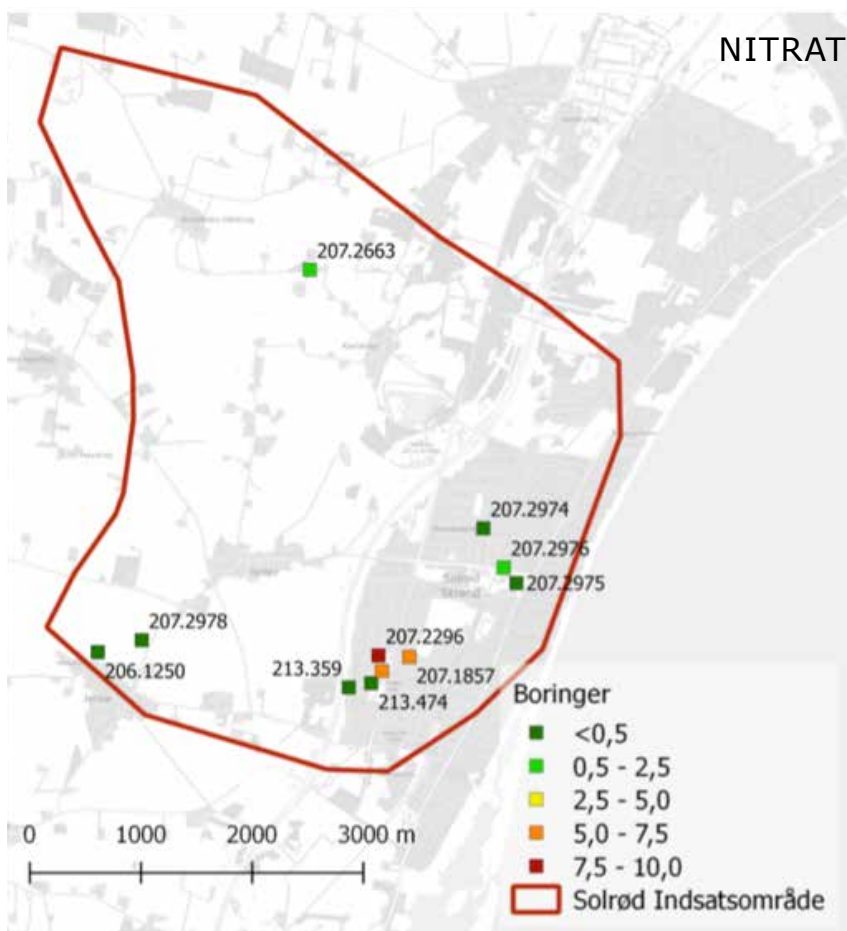 NITRAT
207.2663
207.2974
207.2976
Solrød
Strand
207.2975
207.2978
206.1250
207.2296
213.359
207.1857
213.474
Boringer
<0,5
0,5 - 2,5
2,5 - 5,0
5,0 - 7,5
7,5 - 10,0
Solrød Indsatsområde
0 1000 2000 3000 m